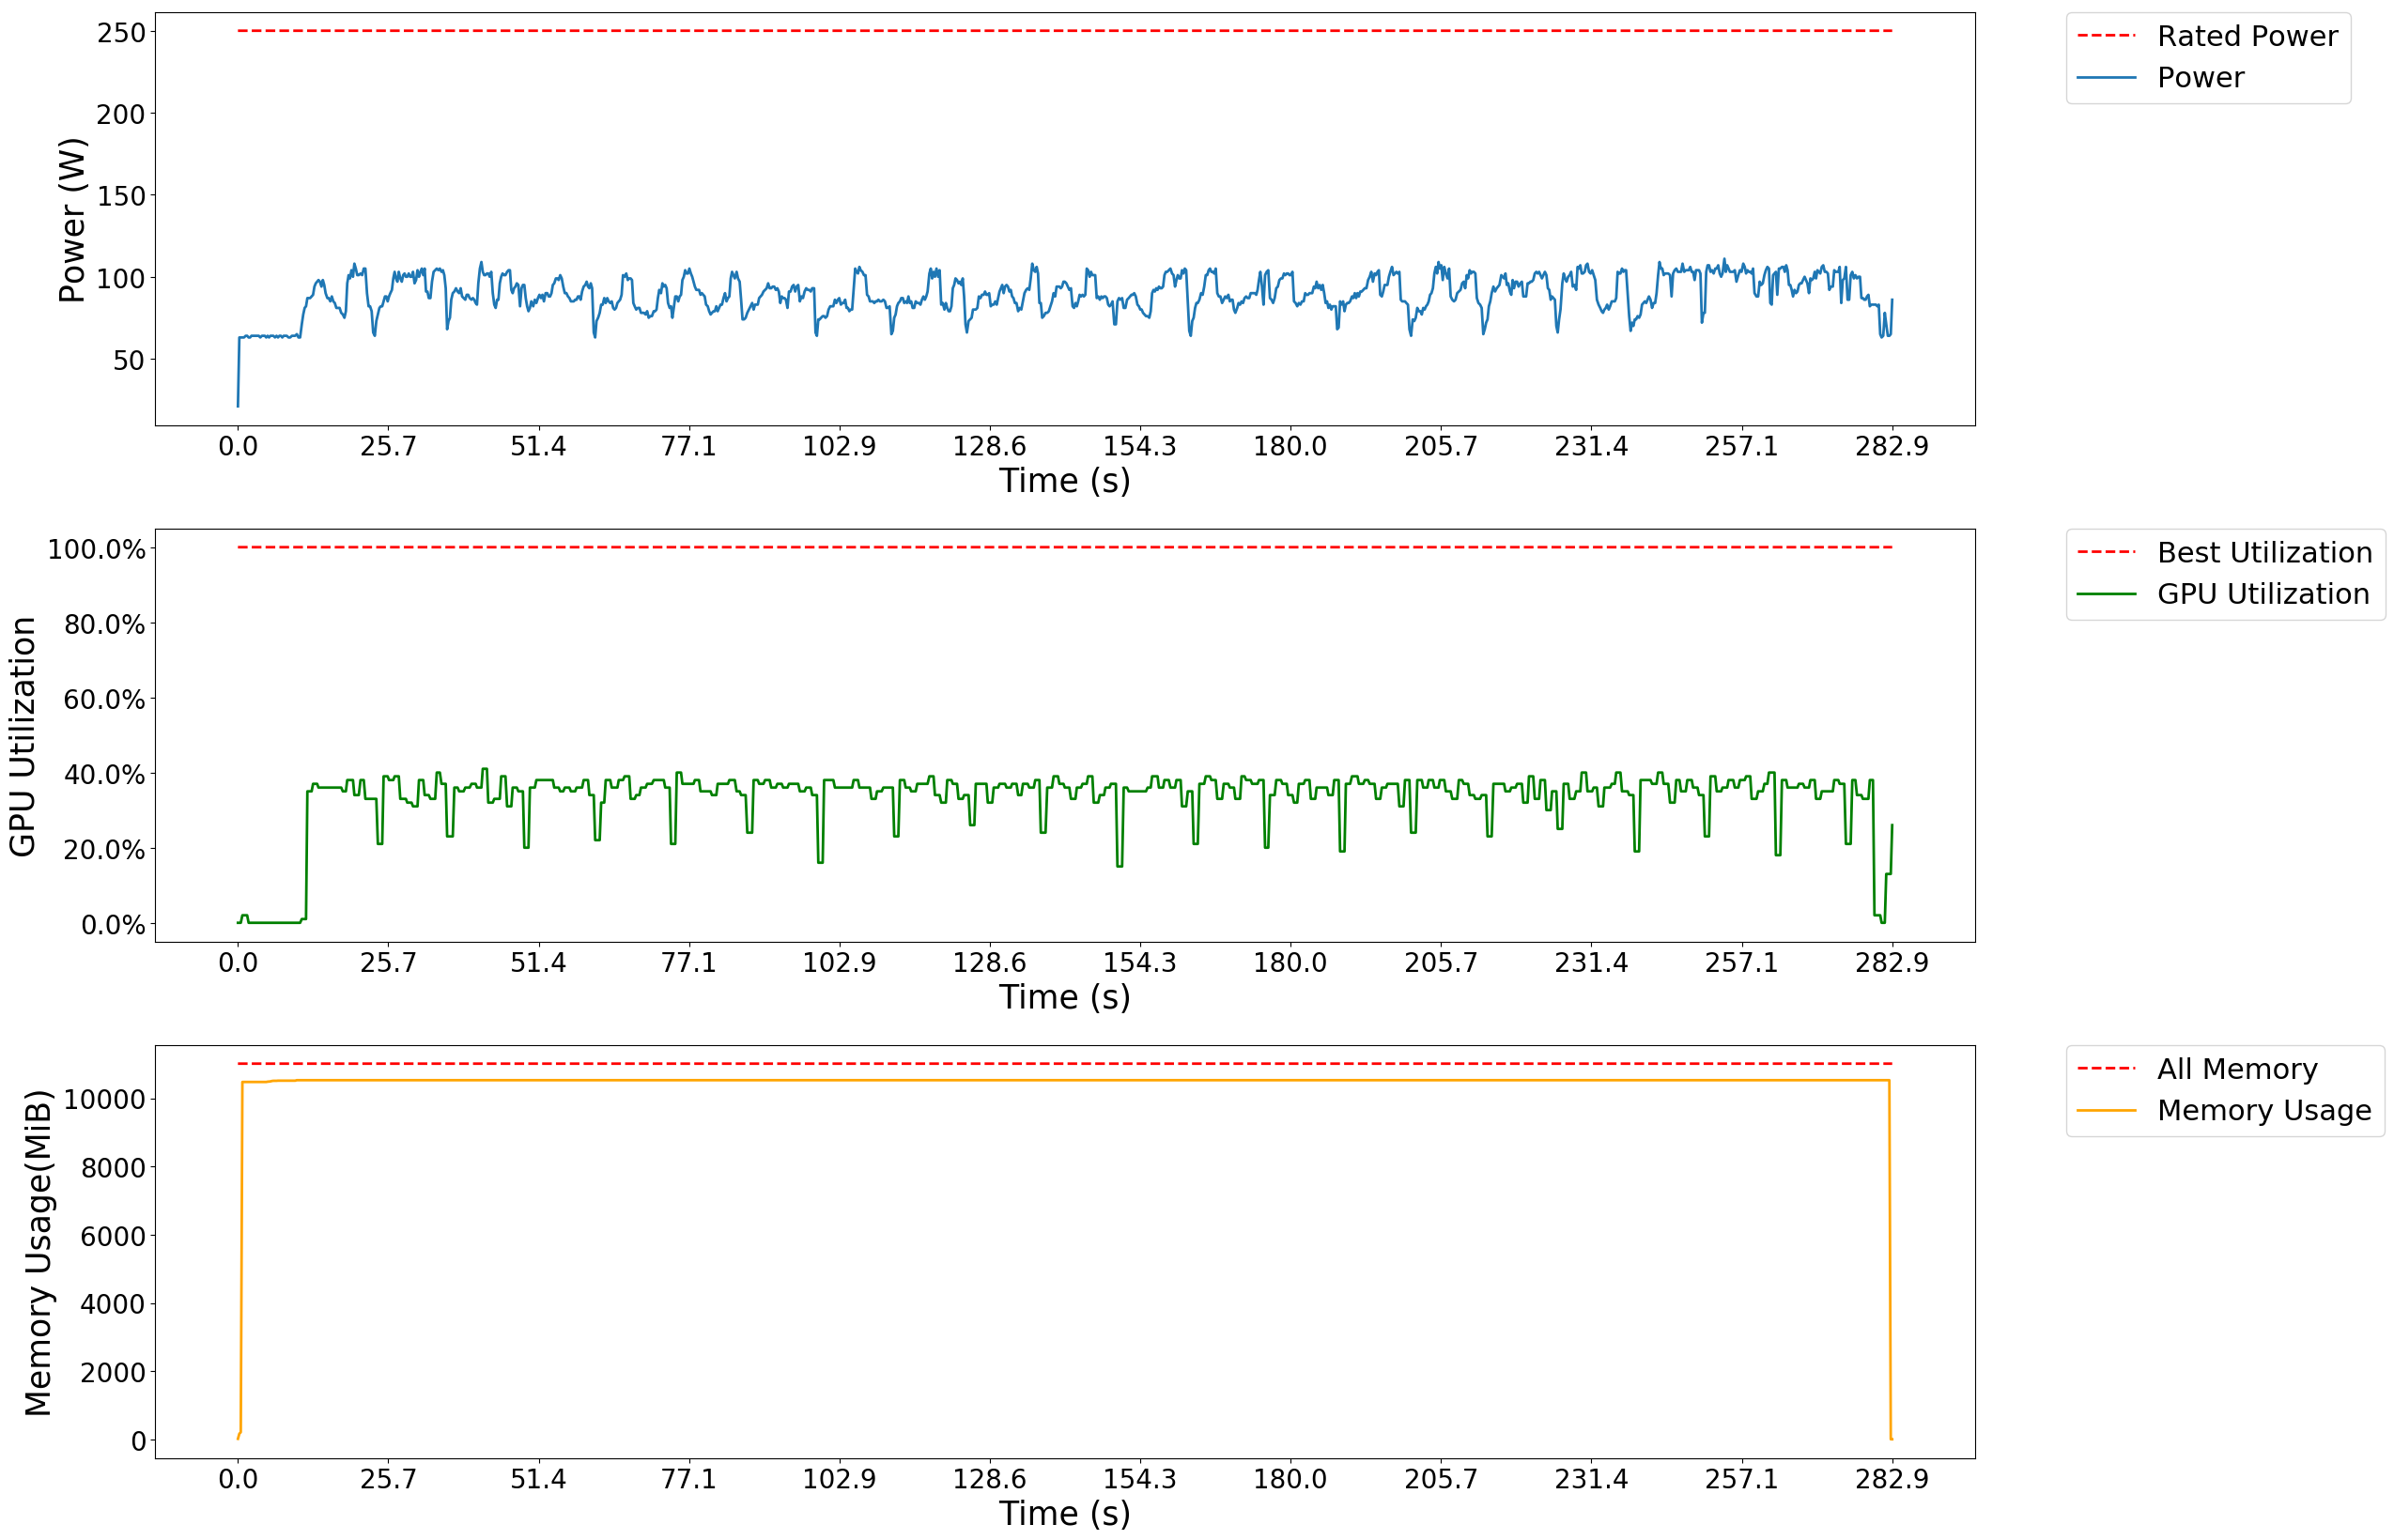 250
200
150
100
50
Power (W)
0.0 25.7 51.4 77.1 102.9 128.6 154.3 180.0 205.7 231.4 257.1 282.9
Time (s)
Rated Power
Power
100.0%
80.0%
60.0%
40.0%
20.0%
0.0%
GPU Utilization
0.0 25.7 51.4 77.1 102.9 128.6 154.3 180.0 205.7 231.4 257.1 282.9
Time (s)
Best Utilization
GPU Utilization
10000
8000
6000
4000
2000
0
Memory Usage(MiB)
0.0 25.7 51.4 77.1 102.9 128.6 154.3 180.0 205.7 231.4 257.1 282.9
Time (s)
All Memory
Memory Usage